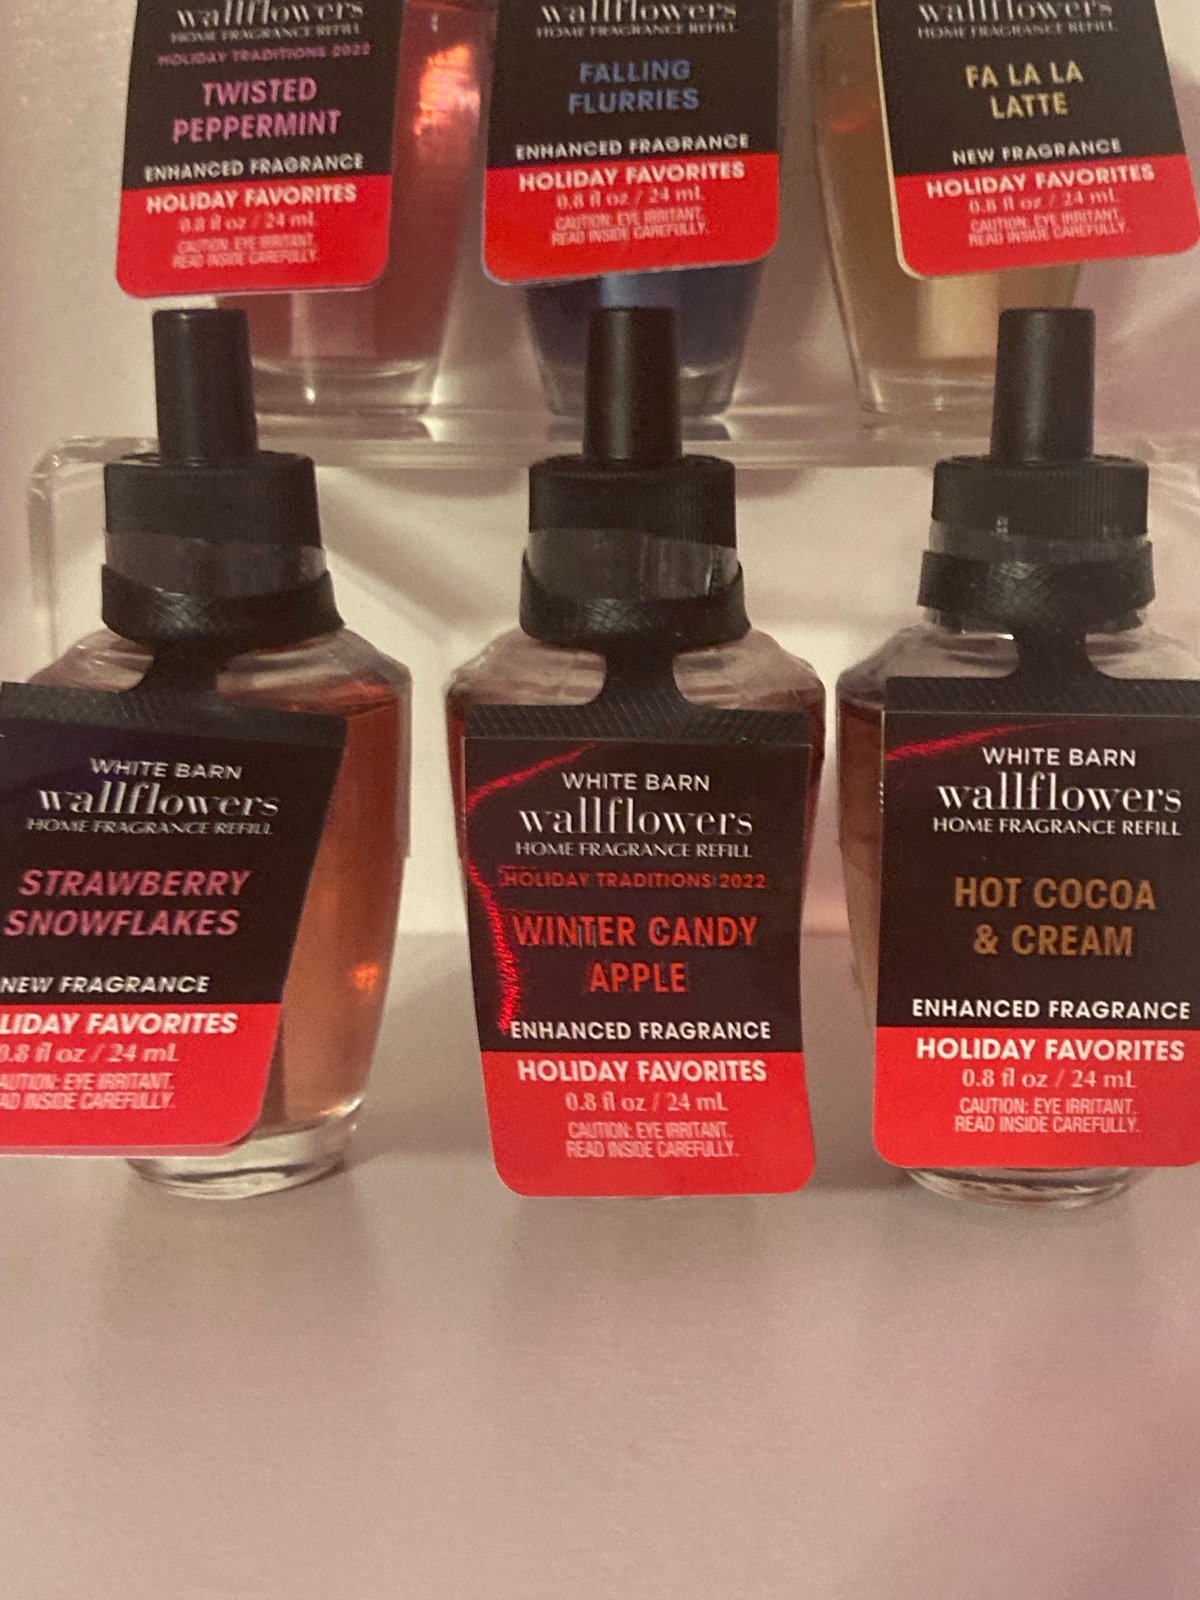 wallflowers
HOME FRAGRANCE REFILL
HOLIDAY TRADITIONS 2022
TWISTED
PEPPERMINT
ENHANCED FRAGRANCE
HOLIDAY FAVORITES
0.8 fl oz / 24 mL
CAUTION: EYE IRRITANT.
READ INSIDE CAREFULLY.
wallflowers
HOME FRAGRANCE REFILL
FALLING
FLURRIES
ENHANCED FRAGRANCE
HOLIDAY FAVORITES
0.8 fl oz / 24 mL
CAUTION: EYE IRRITANT.
READ INSIDE CAREFULLY.
wallflowers
HOME FRAGRANCE REFILL
FA LA LA
LATTE
NEW FRAGRANCE
HOLIDAY FAVORITES
0.8 fl oz / 24 mL
CAUTION: EYE IRRITANT.
READ INSIDE CAREFULLY.
WHITE BARN
wallflowers
HOME FRAGRANCE REFILL
STRAWBERRY
SNOWFLAKES
NEW FRAGRANCE
LIDAY FAVORITES
0.8 fl oz / 24 mL
AUTION: EYE IRRITANT.
AD INSIDE CAREFULLY.
WHITE BARN
wallflowers
HOME FRAGRANCE REFILL
HOLIDAY TRADITIONS 2022
WINTER CANDY
APPLE
ENHANCED FRAGRANCE
HOLIDAY FAVORITES
0.8 fl oz / 24 mL
CAUTION: EYE IRRITANT.
READ INSIDE CAREFULLY.
WHITE BARN
wallflowers
HOME FRAGRANCE REFILL
HOT COCOA
& CREAM
ENHANCED FRAGRANCE
HOLIDAY FAVORITES
0.8 fl oz / 24 mL
CAUTION: EYE IRRITANT.
READ INSIDE CAREFULLY.